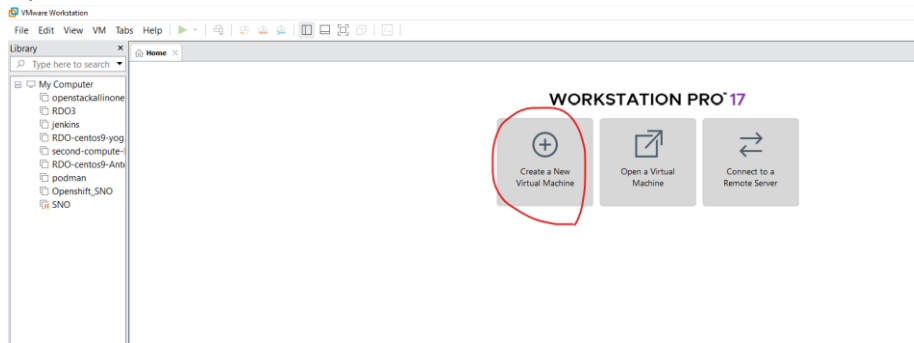 VMware Workstation
File Edit View VM Tabs Help
Library
Type here to search
My Computer
openstackallinone
RDO3
jenkins
RDO-centos9-yog
second-compute-
RDO-centos9-Ant
podman
Openshift_SNO
SNO
Home
WORKSTATION PRO™ 17
Create a New
Virtual Machine
Open a Virtual
Machine
Connect to a
Remote Server